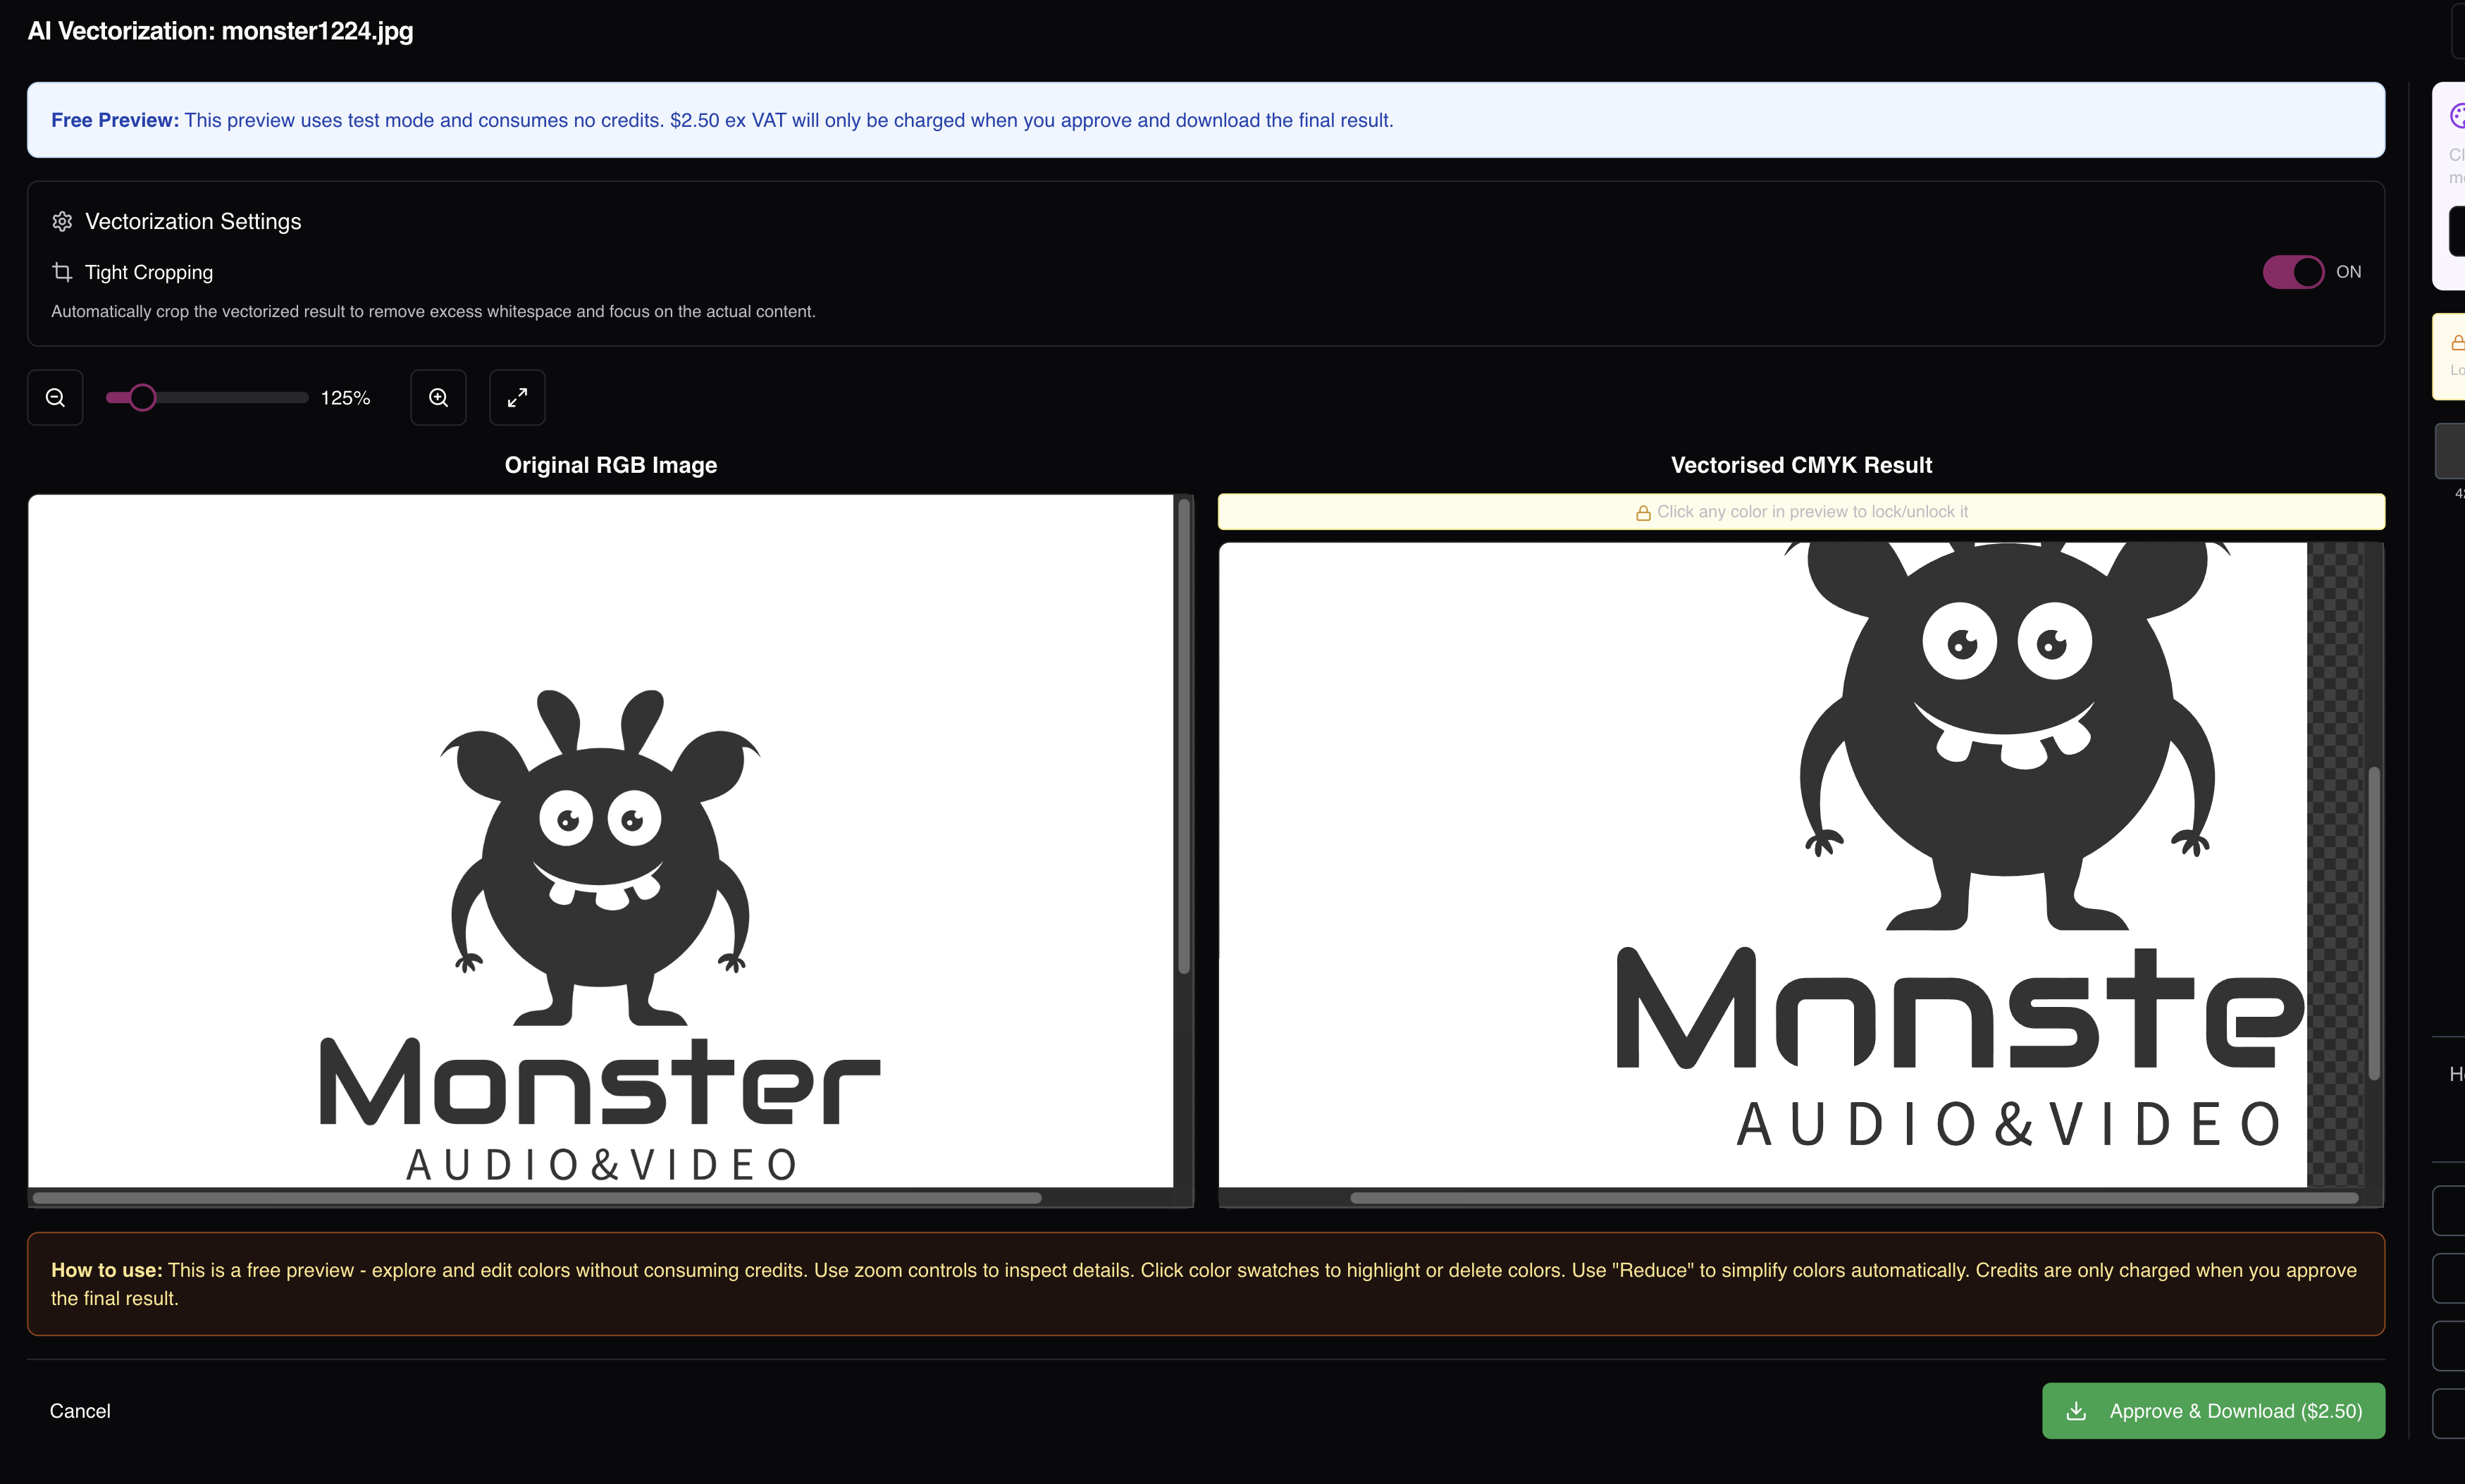 AI Vectorization: monster1224.jpg
Free Preview: This preview uses test mode and consumes no credits. $2.50 ex VAT will only be charged when you approve and download the final result.
Vectorization Settings
Tight Cropping
ON
Automatically crop the vectorized result to remove excess whitespace and focus on the actual content.
125%
Original RGB Image
Vectorised CMYK Result
Click any color in preview to lock/unlock it
Monster
AUDIO&VIDEO
Monste
AUDIO&VIDEO
How to use: This is a free preview - explore and edit colors without consuming credits. Use zoom controls to inspect details. Click color swatches to highlight or delete colors. Use "Reduce" to simplify colors automatically. Credits are only charged when you approve
the final result.
Cancel
Approve & Download ($2.50)